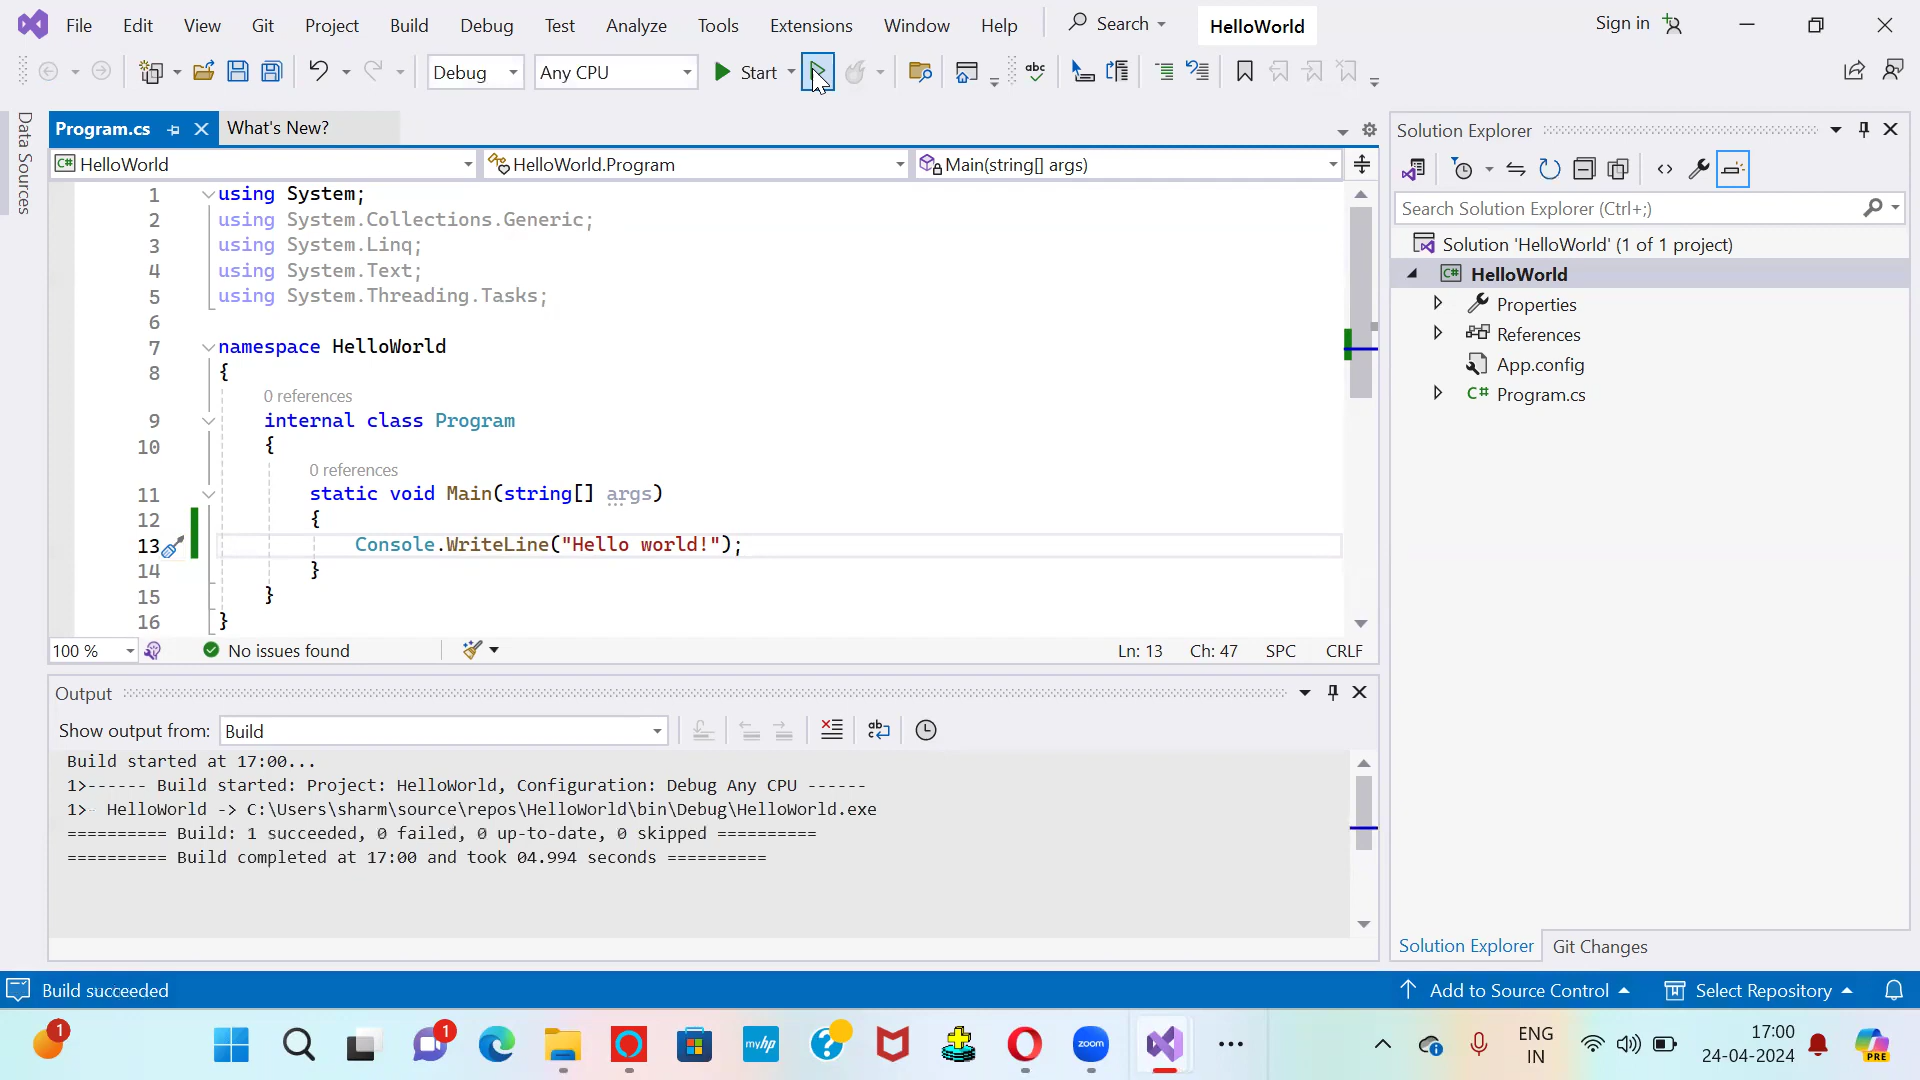 File Edit View Git Project Build Debug Test Analyze Tools Extensions Window Help Search HelloWorld Sign in
Debug Any CPU Start abc
Data Sources
Program.cs What's New?
HelloWorld HelloWorld.Program Main(string[] args)
1 using System;
2 using System.Collections.Generic;
3 using System.Linq;
4 using System.Text;
5 using System.Threading.Tasks;
6
7 namespace HelloWorld
8 {
0 references
9 internal class Program
10 {
0 references
11 static void Main(string[] args)
12 {
13 Console.WriteLine("Hello world!");
14 }
15 }
16 }
100 % No issues found Ln: 13 Ch: 47 SPC CRLF
Output
Show output from: Build
Build started at 17:00...
1>------ Build started: Project: HelloWorld, Configuration: Debug Any CPU ------
1> HelloWorld -> C:\Users\sharm\source\repos\HelloWorld\bin\Debug\HelloWorld.exe
========== Build: 1 succeeded, 0 failed, 0 up-to-date, 0 skipped ==========
========== Build completed at 17:00 and took 04.994 seconds ==========
Solution Explorer
Search Solution Explorer (Ctrl+;)
Solution 'HelloWorld' (1 of 1 project)
C# HelloWorld
Properties
References
App.config
C# Program.cs
Solution Explorer Git Changes
Build succeeded Add to Source Control Select Repository
1 1 myhp zoom ENG IN 17:00 24-04-2024 PRE